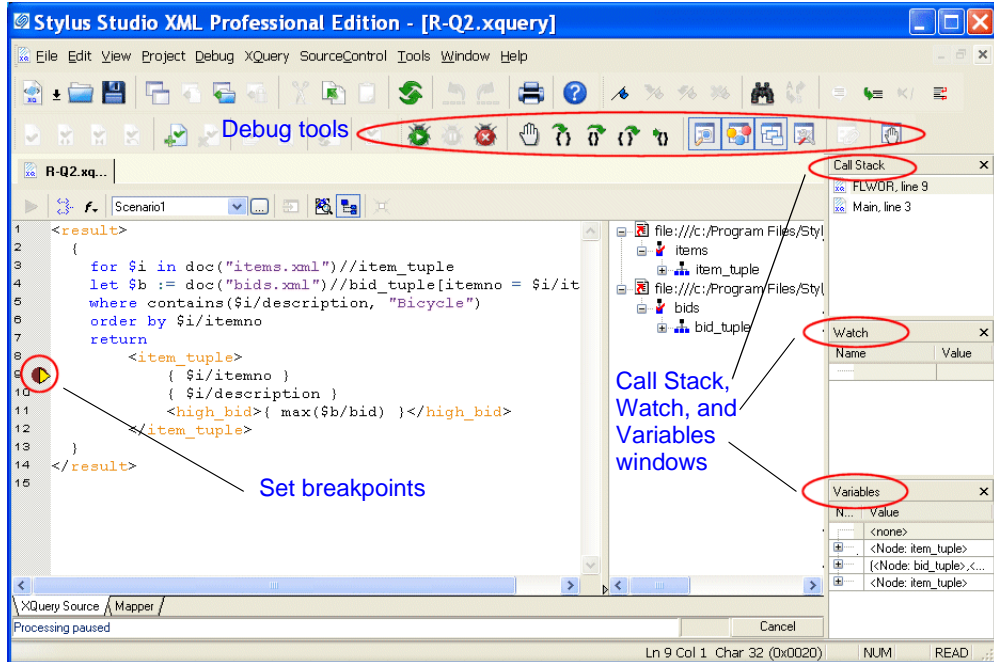 Stylus Studio XML Professional Edition - [R-Q2.xquery]
File Edit View Project Debug XQuery SourceControl Tools Window Help
Debug tools
R-Q2.xq...
Scenario1
1 <result>
2 {
3 for $i in doc("items.xml")//item_tuple
4 let $b := doc("bids.xml")//bid_tuple[itemno = $i/it
5 where contains($i/description, "Bicycle")
6 order by $i/itemno
7 return
8 <item_tuple>
9 { $i/itemno }
10 { $i/description }
11 <high_bid>{ max($b/bid) }</high_bid>
12 </item_tuple>
13 }
14 </result>
15
Set breakpoints
file:///c:/Program Files/Styl
items
item_tuple
file:///c:/Program Files/Styl
bids
bid_tuple
Call Stack,
Watch, and
Variables
windows
Call Stack
FLWOR, line 9
Main, line 3
Watch
Name Value
Variables
N... Value
<none>
<Node: item_tuple>
(<Node: bid_tuple>,<...
<Node: item_tuple>
XQuery Source Mapper
Processing paused
Cancel
Ln 9 Col 1 Char 32 (0x0020) NUM READ